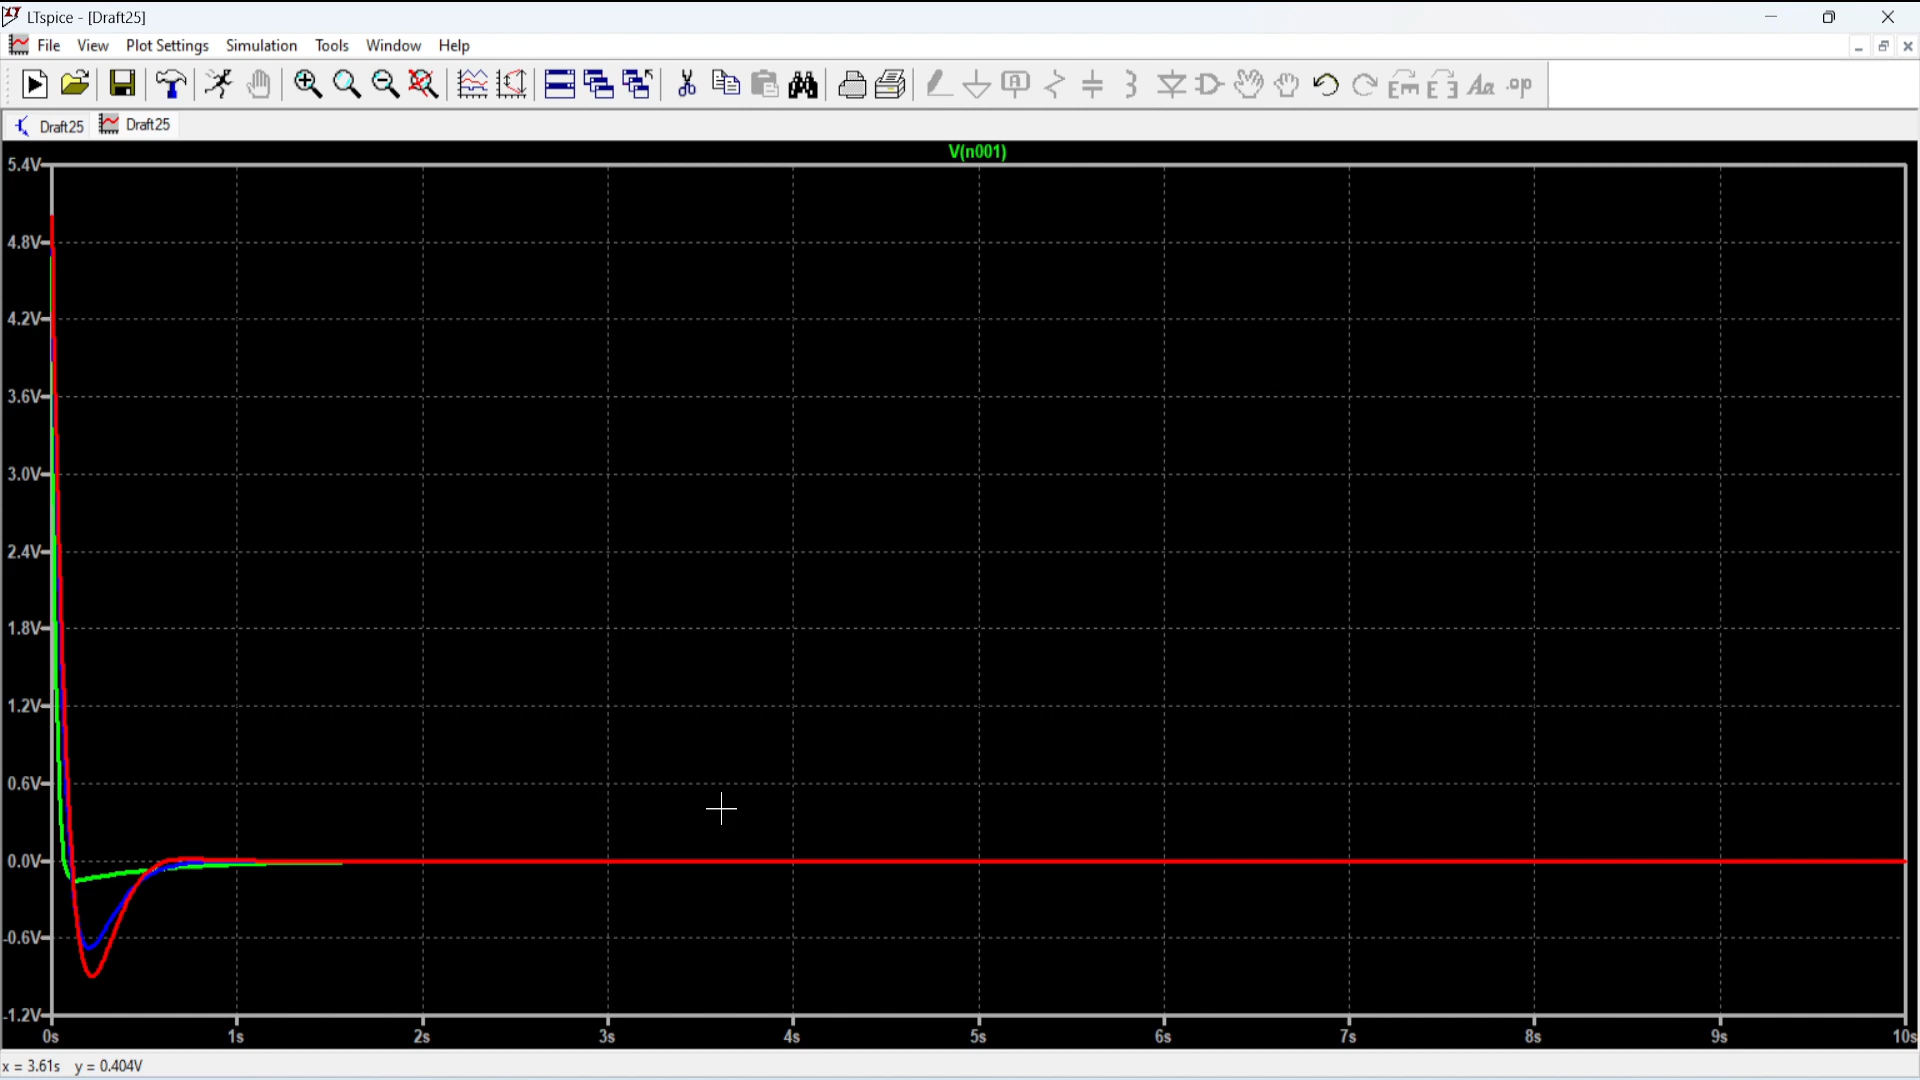 LTspice - [Draft25]
File View Plot Settings Simulation Tools Window Help
A Aa .op
Draft25 Draft25
V(n001)
5.4V
4.8V
4.2V
3.6V
3.0V
2.4V
1.8V
1.2V
0.6V
0.0V
-0.6V
-1.2V
0s 1s 2s 3s 4s 5s 6s 7s 8s 9s 10s
x = 3.61s y = 0.404V